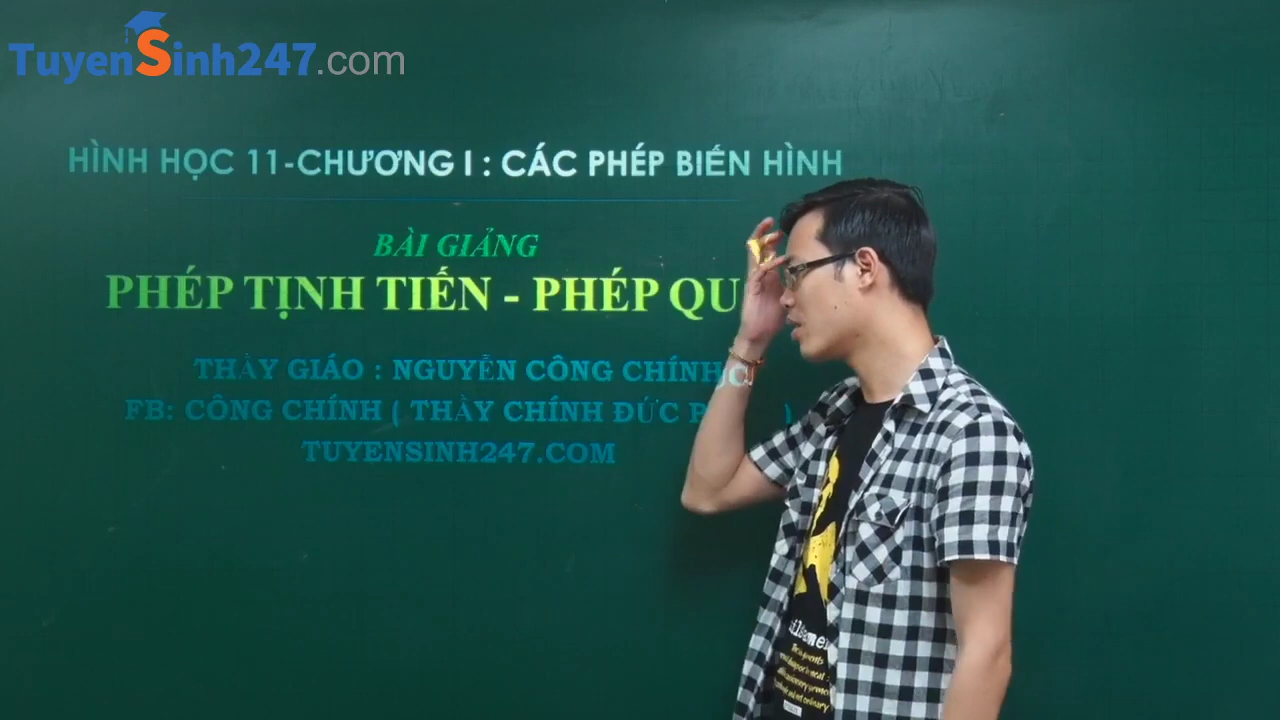 TuyenSinh247.com
HÌNH HỌC 11-CHƯƠNG I : CÁC PHÉP BIẾN HÌNH
BÀI GIẢNG
PHÉP TỊNH TIẾN - PHÉP QU
THẦY GIÁO : NGUYỄN CÔNG CHÍNH
FB: CÔNG CHÍNH ( THẦY CHÍNH ĐỨC P )
TUYENSINH247.COM